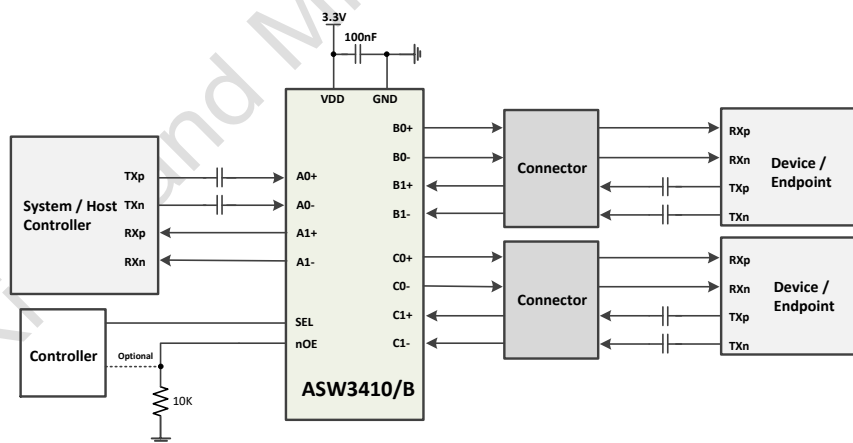 3.3V
100nF
VDD GND
System / Host
Controller
TXp
TXn
RXp
RXn
A0+
A0-
A1+
A1-
SEL
nOE
Controller
Optional
10K
ASW3410/B
B0+
B0-
B1+
B1-
C0+
C0-
C1+
C1-
Connector
Connector
RXp
RXn
TXp
TXn
Device /
Endpoint
RXp
RXn
TXp
TXn
Device /
Endpoint
and